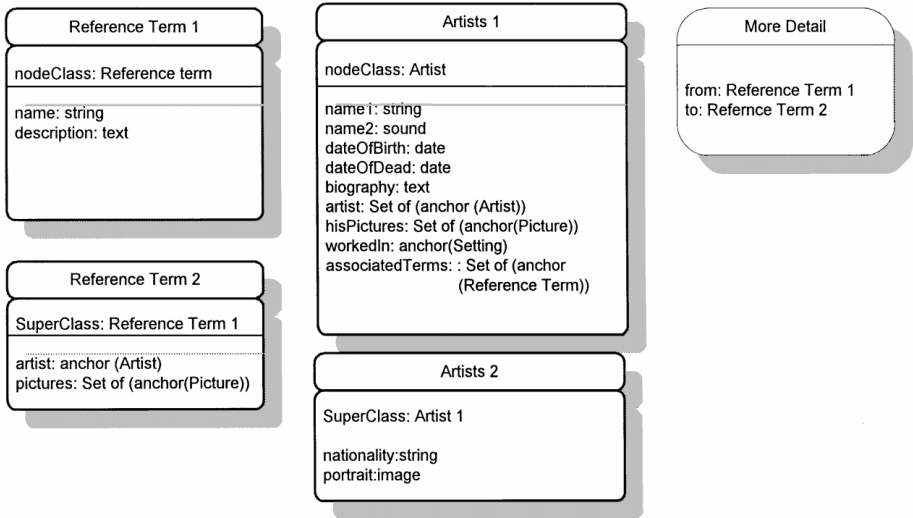 Reference Term 1
nodeClass: Reference term
name: string
description: text
Reference Term 2
SuperClass: Reference Term 1
artist: anchor (Artist)
pictures: Set of (anchor(Picture))
Artists 1
nodeClass: Artist
name1: string
name2: sound
dateOfBirth: date
dateOfDead: date
biography: text
artist: Set of (anchor (Artist))
hisPictures: Set of (anchor(Picture))
workedIn: anchor(Setting)
associatedTerms: : Set of (anchor
(Reference Term))
Artists 2
SuperClass: Artist 1
nationality:string
portrait:image
More Detail
from: Reference Term 1
to: Refernce Term 2